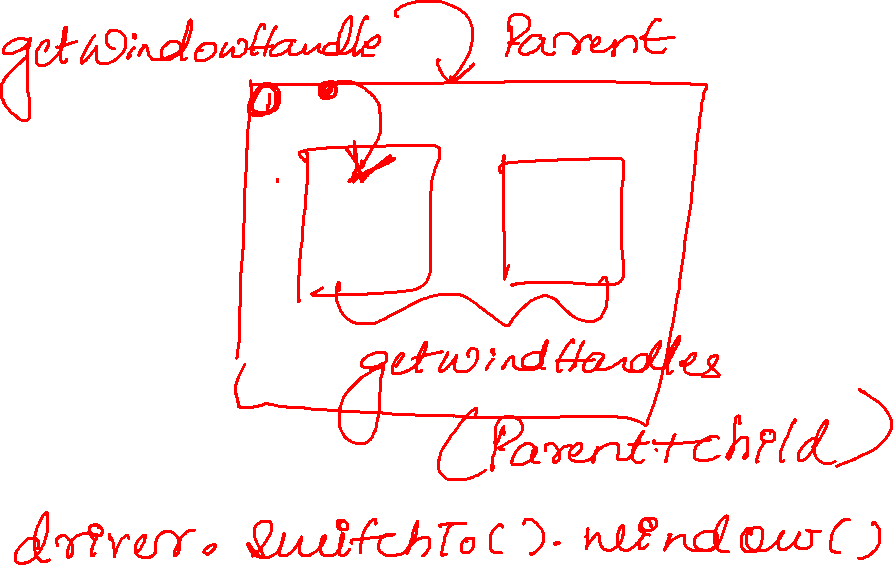 getWindowHandle Parent
getWindHandles
(Parent+child)
driver.switchTo().window()